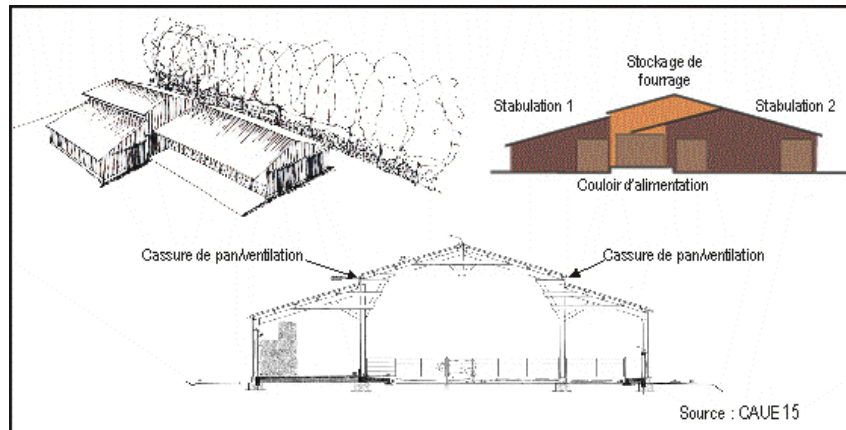 Stockage de
fourrage
Stabulation 1
Stabulation 2
Couloir d'alimentation
Cassure de pan/ventilation
Cassure de pan/ventilation
Source : CAUE 15